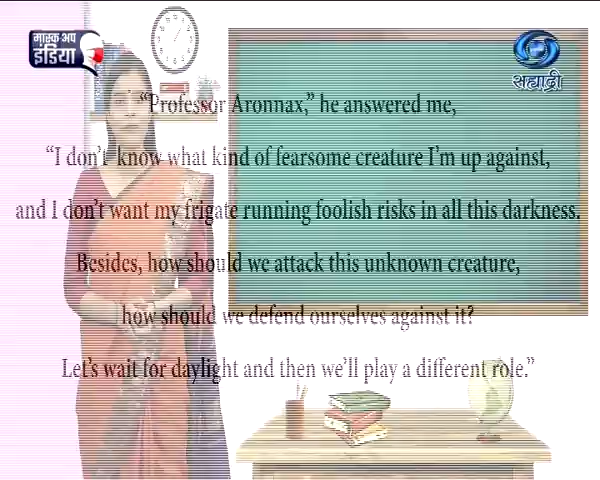 मास्क अप
इंडिया
सह्याद्री
“Professor Aronnax,” he answered me,
“I don’t know what kind of fearsome creature I’m up against,
and I don’t want my frigate running foolish risks in all this darkness.
Besides, how should we attack this unknown creature,
how should we defend ourselves against it?
Let’s wait for daylight and then we’ll play a different role.”